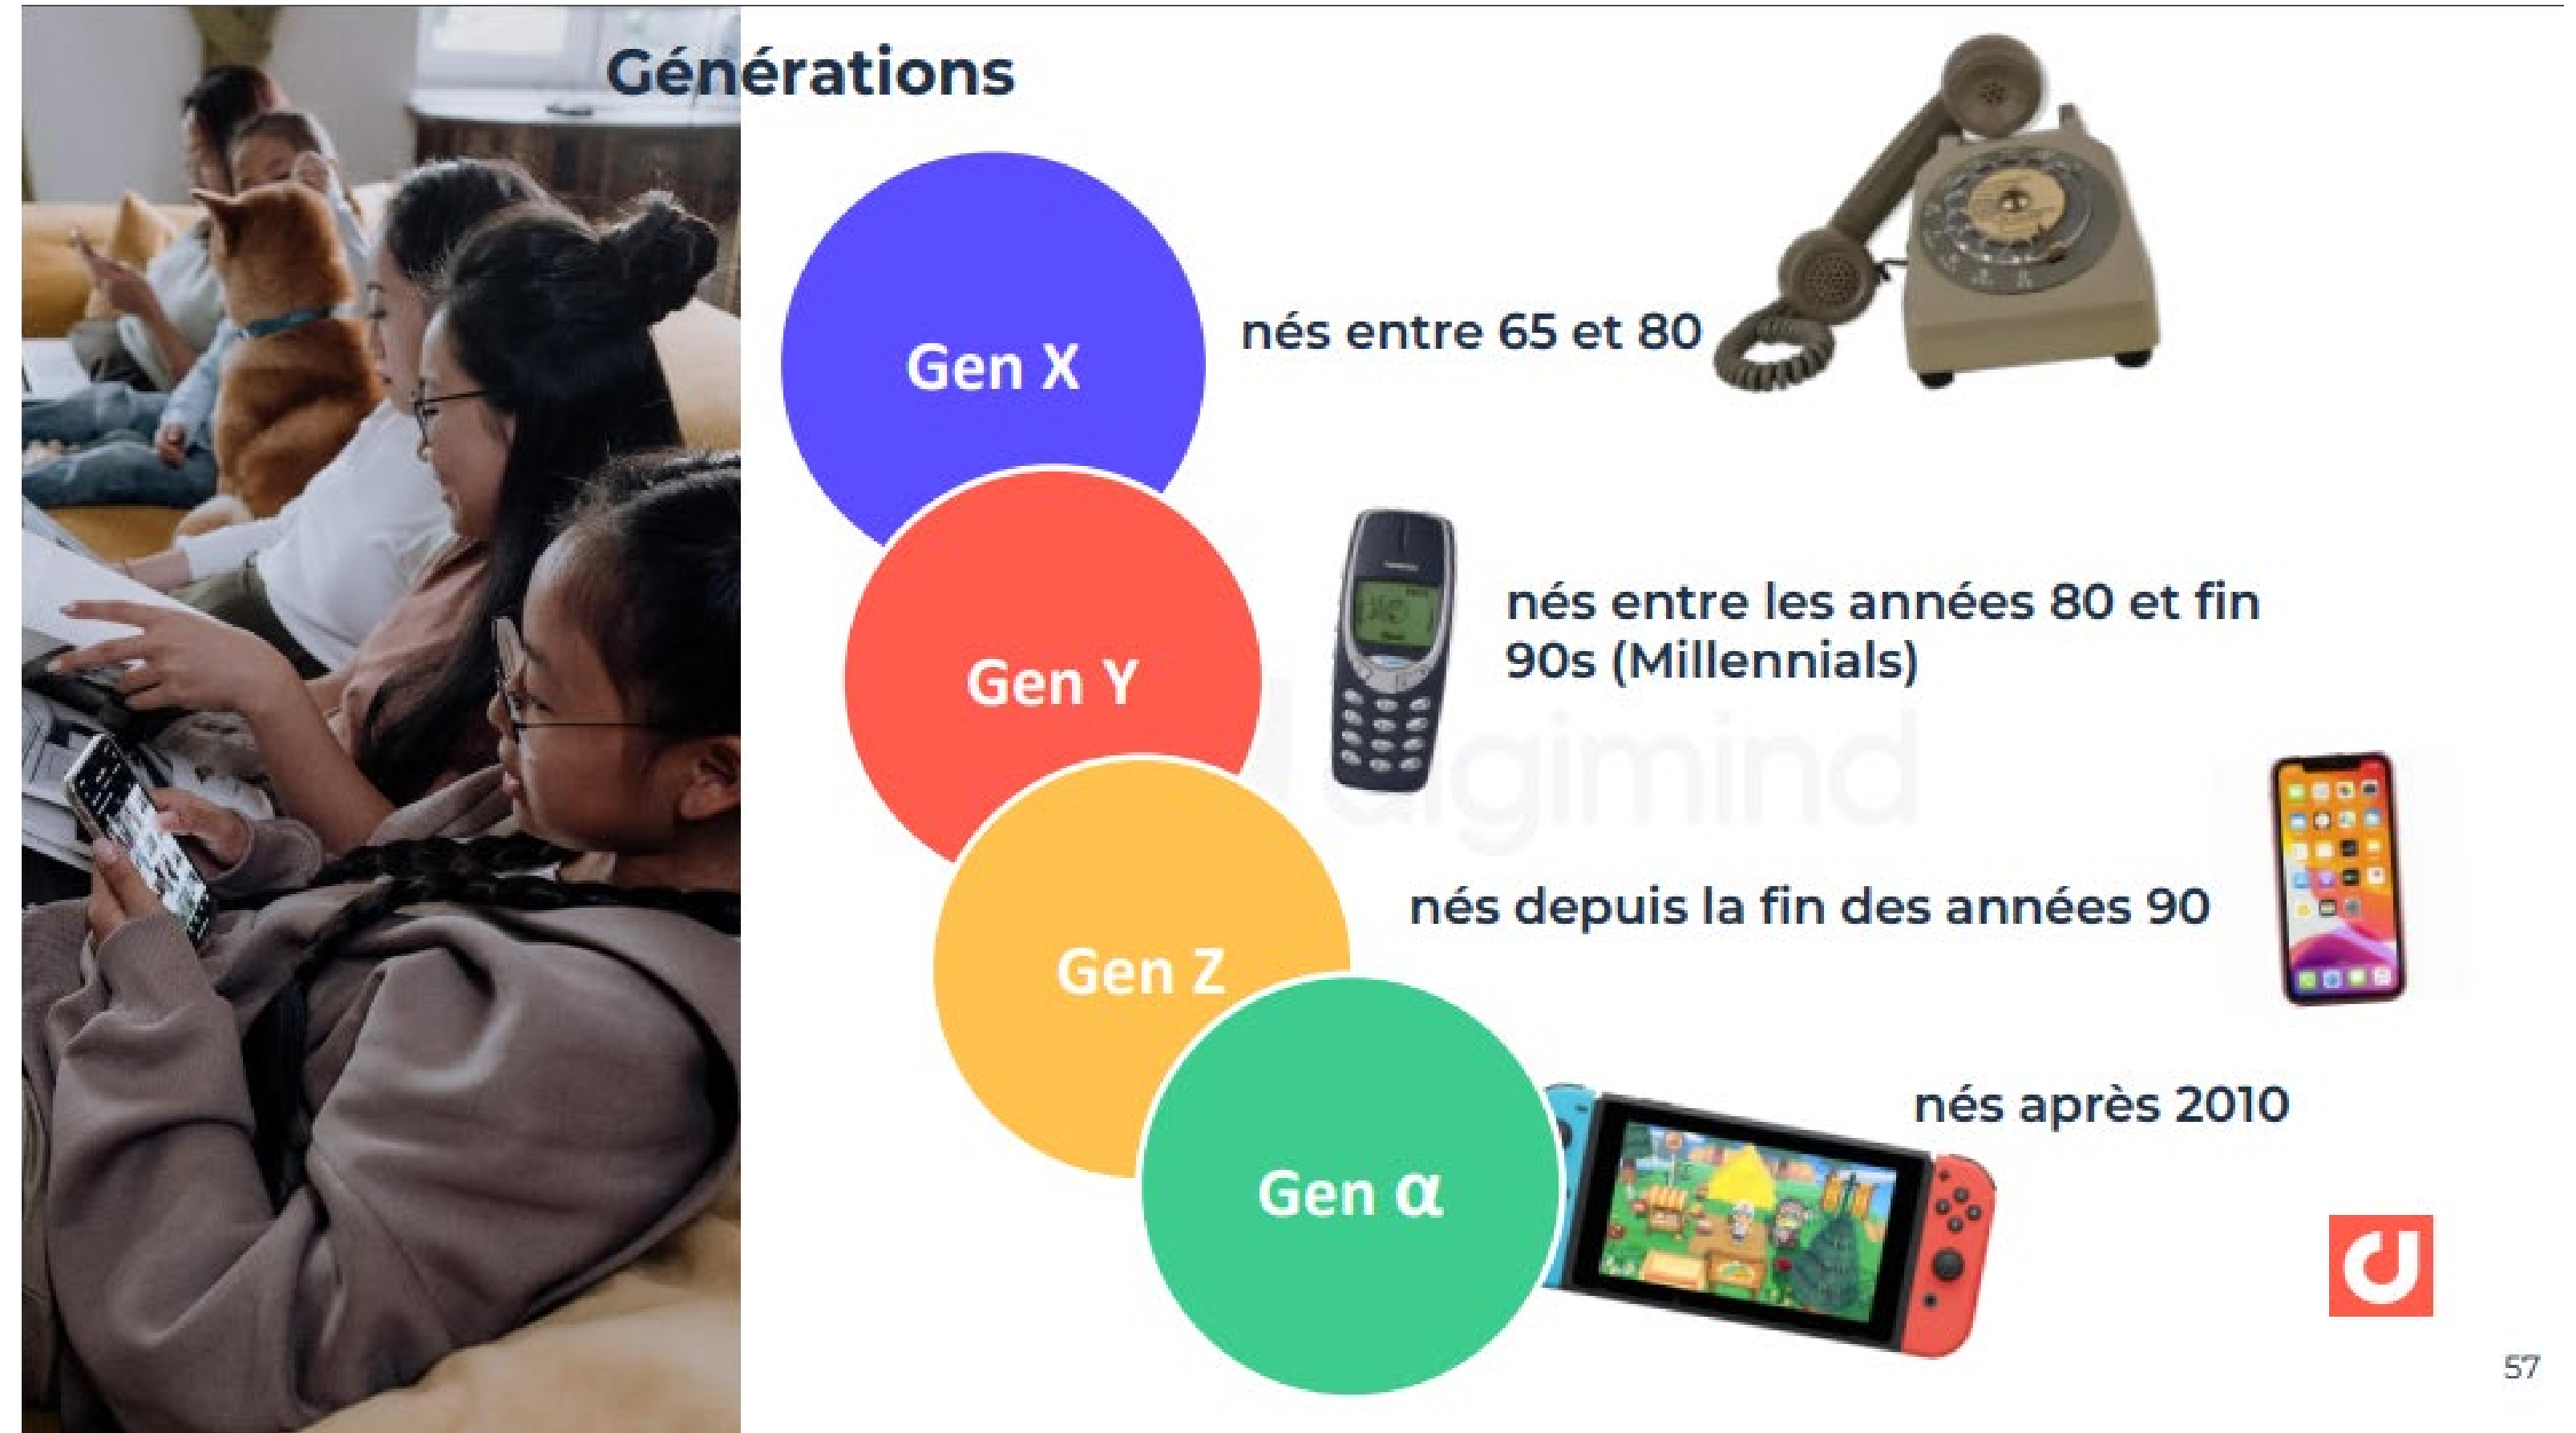 Générations
Gen X
nés entre 65 et 80
Gen Y
nés entre les années 80 et fin
90s (Millennials)
digimind
Gen Z
nés depuis la fin des années 90
Gen α
nés après 2010
57